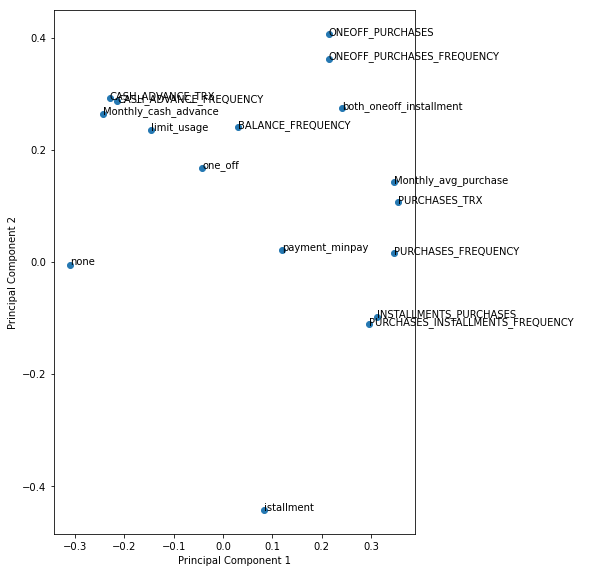 0.4
0.2
0.0
−0.2
−0.4
Principal Component 2
ONEOFF_PURCHASES
ONEOFF_PURCHASES_FREQUENCY
CASH_ADVANCE_TRX
CASH_ADVANCE_FREQUENCY
both_oneoff_installment
Monthly_cash_advance
limit_usage
BALANCE_FREQUENCY
one_off
Monthly_avg_purchase
PURCHASES_TRX
payment_minpay
PURCHASES_FREQUENCY
none
INSTALLMENTS_PURCHASES
PURCHASES_INSTALLMENTS_FREQUENCY
istallment
−0.3 −0.2 −0.1 0.0 0.1 0.2 0.3
Principal Component 1